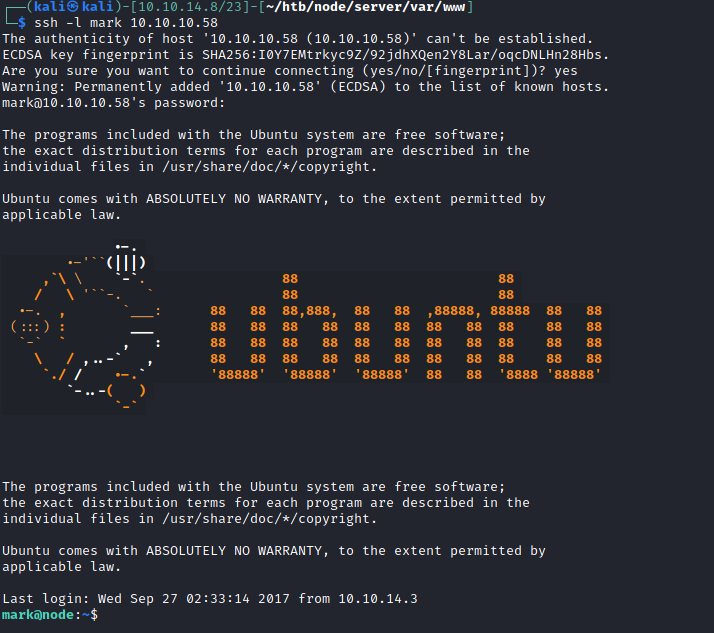 ┌──(kali㉿kali)-[10.10.14.8/23]-[~/htb/node/server/var/www]
└─$ ssh -l mark 10.10.10.58
The authenticity of host '10.10.10.58 (10.10.10.58)' can't be established.
ECDSA key fingerprint is SHA256:I0Y7EMtrkyc9Z/92jdhXQen2Y8Lar/oqcDNLHn28Hbs.
Are you sure you want to continue connecting (yes/no/[fingerprint])? yes
Warning: Permanently added '10.10.10.58' (ECDSA) to the list of known hosts.
mark@10.10.10.58's password:
The programs included with the Ubuntu system are free software;
the exact distribution terms for each program are described in the
individual files in /usr/share/doc/*/copyright.
Ubuntu comes with ABSOLUTELY NO WARRANTY, to the extent permitted by
applicable law.
              .-.
        .-'``(|||)
     ,`\ \    `-`.                 88                         88
    /   \ '``-.   `                88                         88
  .-.  ,       `___:      88   88  88,888,  88   88  ,88888, 88888  88   88
 (:::) :        ___       88   88  88   88  88   88  88   88  88    88   88
  `-`  `       ,   :      88   88  88   88  88   88  88   88  88    88   88
    \   / ,..-`   ,       88   88  88   88  88   88  88   88  88    88   88
     `./ /    .-.`        '88888'  '88888'  '88888'  88   88  '8888 '88888'
        `-..-(   )
              `-`
The programs included with the Ubuntu system are free software;
the exact distribution terms for each program are described in the
individual files in /usr/share/doc/*/copyright.
Ubuntu comes with ABSOLUTELY NO WARRANTY, to the extent permitted by
applicable law.
Last login: Wed Sep 27 02:33:14 2017 from 10.10.14.3
mark@node:~$